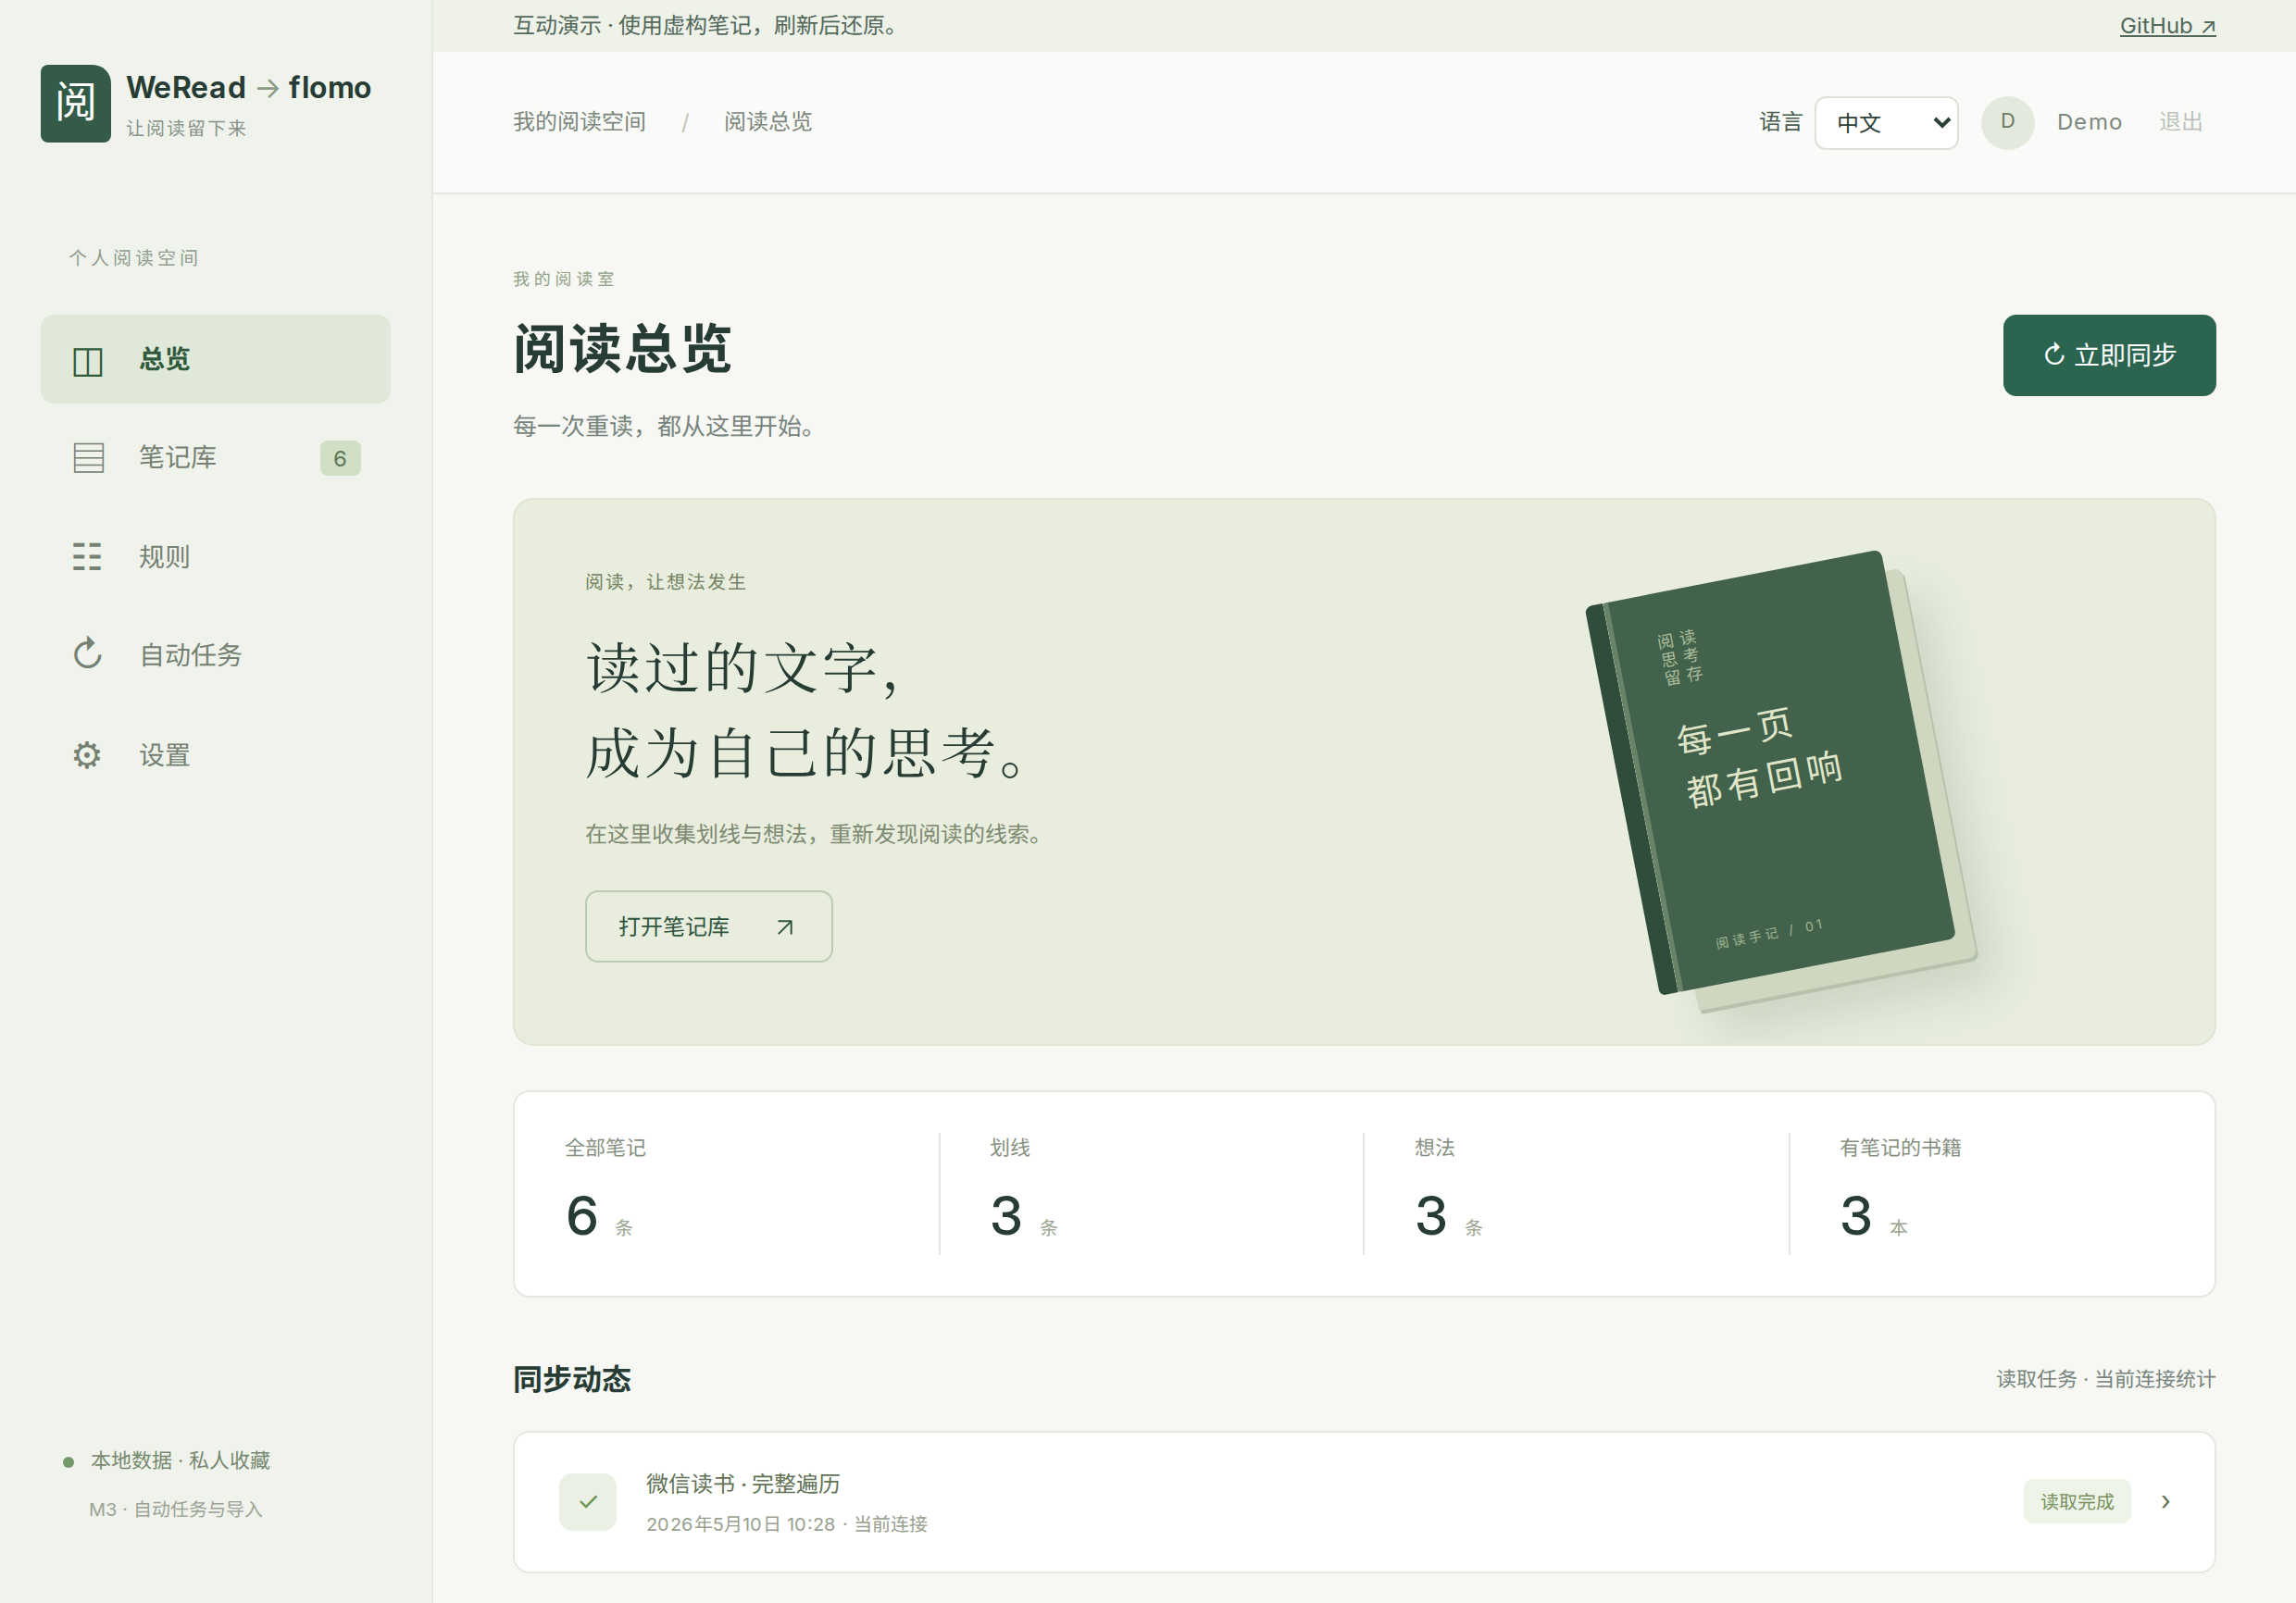 互动演示 · 使用虚构笔记，刷新后还原。
GitHub ↗
阅
WeRead → flomo
让阅读留下来
个人阅读空间
总览
笔记库
6
规则
自动任务
设置
本地数据 · 私人收藏
M3 · 自动任务与导入
我的阅读空间 / 阅读总览
语言
中文
D
Demo
退出
我的阅读室
阅读总览
每一次重读，都从这里开始。
↻ 立即同步
阅读，让想法发生
读过的文字，
成为自己的思考。
在这里收集划线与想法，重新发现阅读的线索。
打开笔记库 ↗
阅读
思考
留存
每一页
都有回响
阅读手记 / 01
全部笔记
6 条
划线
3 条
想法
3 条
有笔记的书籍
3 本
同步动态
读取任务 · 当前连接统计
微信读书 · 完整遍历
2026年5月10日 10:28 · 当前连接
读取完成
›